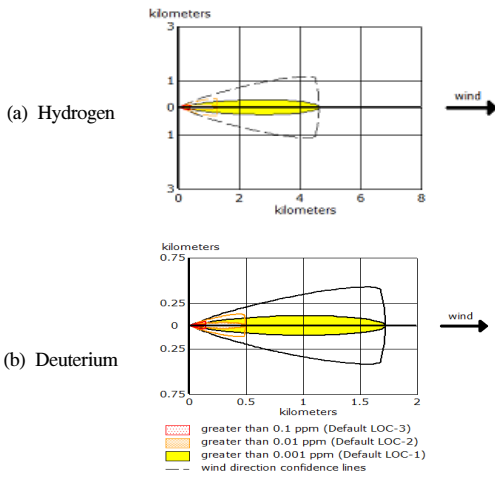 kilometers
3
1
0
1
3
0 2 4 6 8
kilometers
(a) Hydrogen
wind
kilometers
0.75
0.25
0
0.25
0.75
0 0.5 1 1.5 2
kilometers
(b) Deuterium
wind
greater than 0.1 ppm (Default LOC-3)
greater than 0.01 ppm (Default LOC-2)
greater than 0.001 ppm (Default LOC-1)
wind direction confidence lines